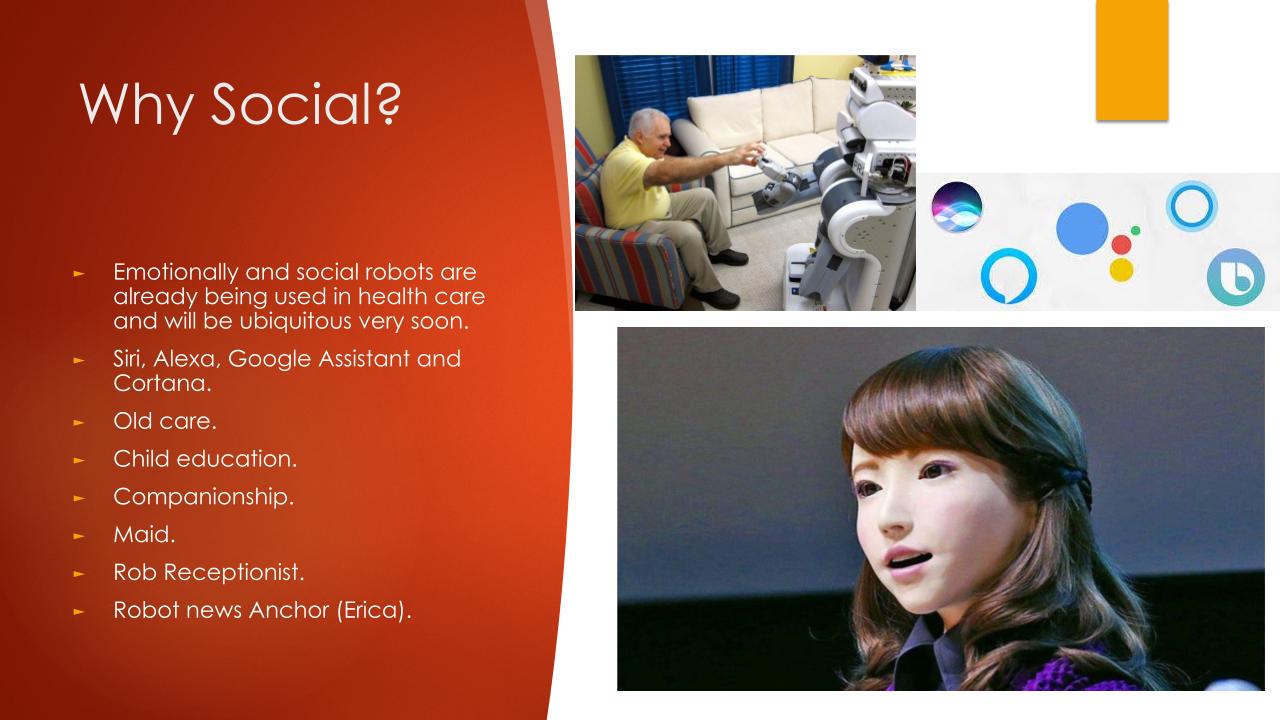 Why Social?
► Emotionally and social robots are
already being used in health care
and will be ubiquitous very soon.
► Siri, Alexa, Google Assistant and
Cortana.
► Old care.
► Child education.
► Companionship.
► Maid.
► Rob Receptionist.
► Robot news Anchor (Erica).